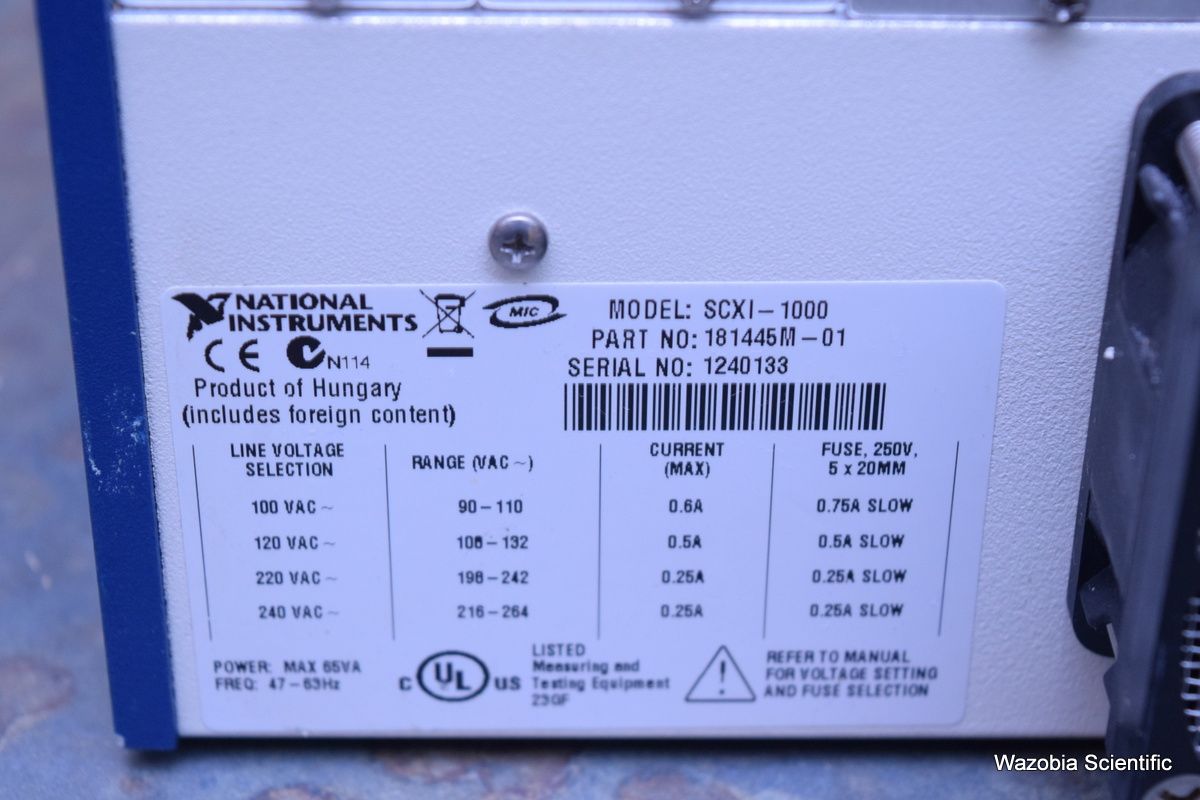 NATIONAL
INSTRUMENTS
MIC
CE N114
Product of Hungary
(includes foreign content)
MODEL: SCXI-1000
PART NO: 181445M-01
SERIAL NO: 1240133
LINE VOLTAGE SELECTION RANGE (VAC ~) CURRENT (MAX) FUSE, 250V, 5 x 20MM
100 VAC ~ 90-110 0.6A 0.75A SLOW
120 VAC ~ 108-132 0.5A 0.5A SLOW
220 VAC ~ 198-242 0.25A 0.25A SLOW
240 VAC ~ 216-264 0.25A 0.25A SLOW
POWER: MAX 65VA
FREQ: 47-63Hz
C UL US
LISTED
Measuring and
Testing Equipment
23GF
REFER TO MANUAL
FOR VOLTAGE SETTING
AND FUSE SELECTION
Wazobia Scientific